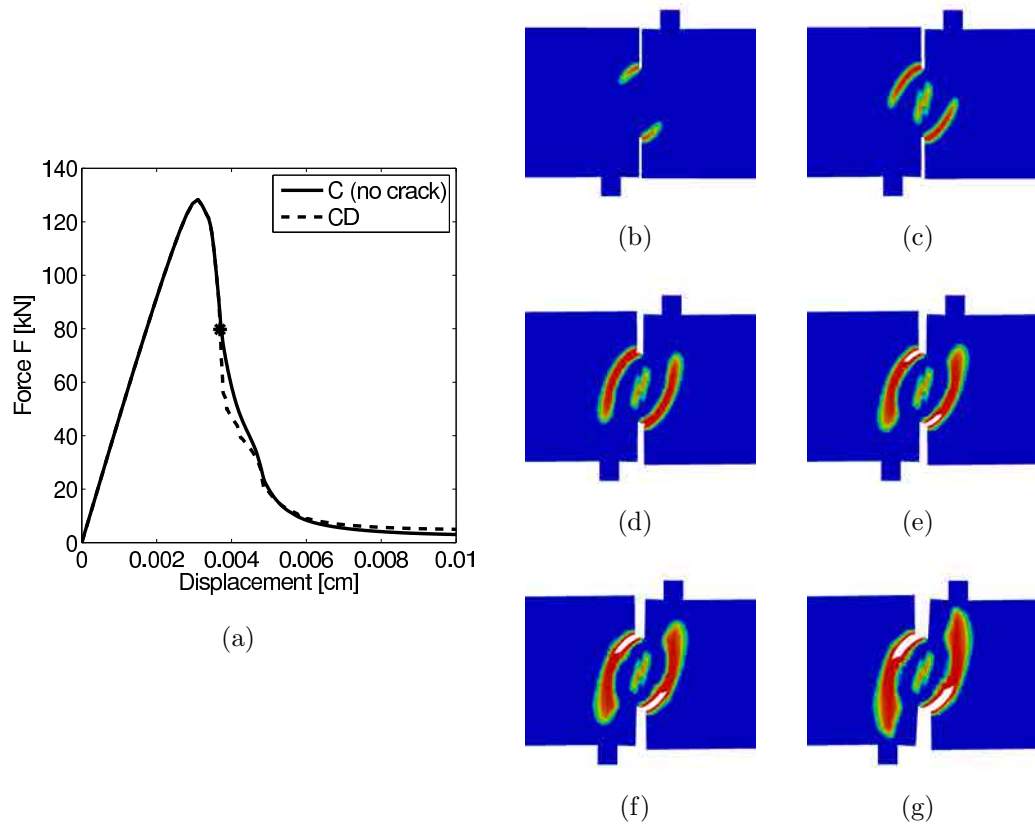 140
120
100
80
60
40
20
0
0 0.002 0.004 0.006 0.008 0.01
Force F [kN]
Displacement [cm]
C (no crack)
CD
(a)
(b)
(c)
(d)
(e)
(f)
(g)